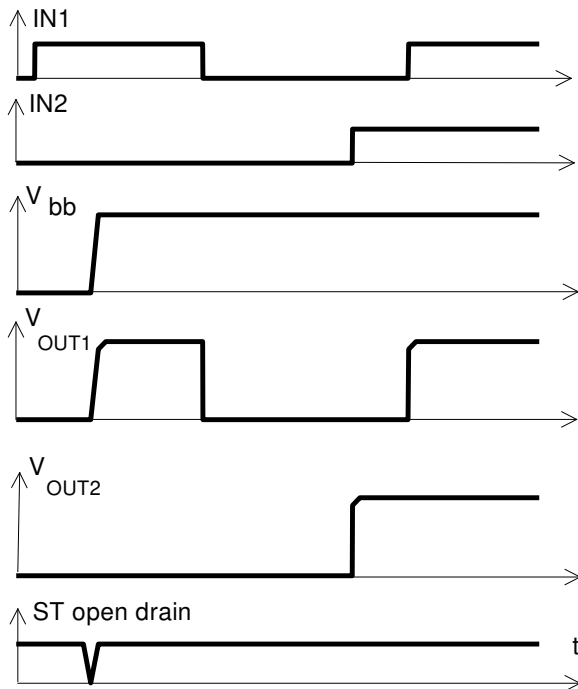 IN1
IN2
V bb
V OUT1
V OUT2
ST open drain
t